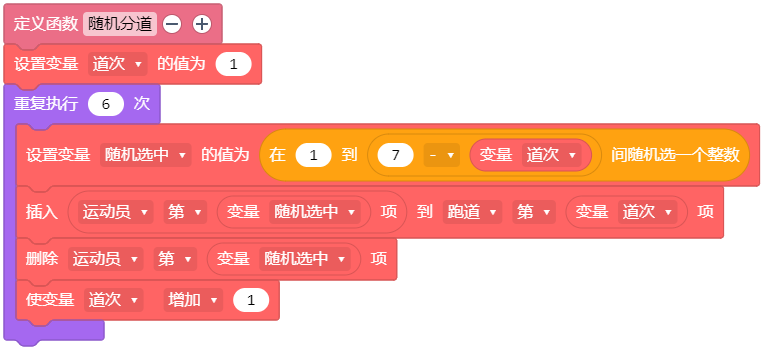 定义函数 随机分道
设置变量 道次 的值为 1
重复执行 6 次
设置变量 随机选中 的值为 在 1 到 7 - 变量 道次 间随机选一个整数
插入 运动员 第 变量 随机选中 项 到 跑道 第 变量 道次 项
删除 运动员 第 变量 随机选中 项
使变量 道次 增加 1